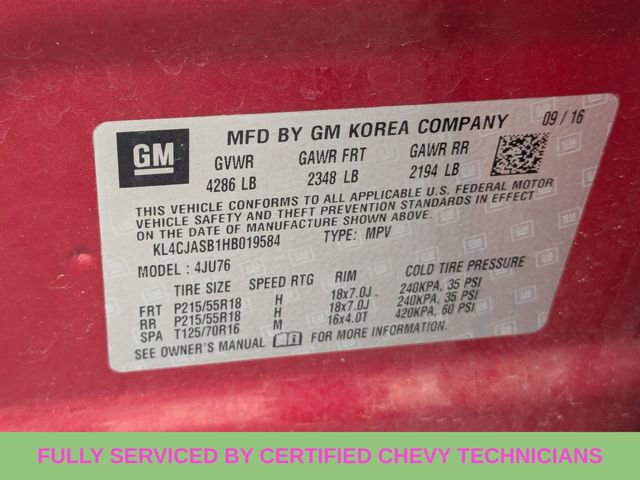 GM
MFD BY GM KOREA COMPANY 09/16
GVWR GAWR FRT GAWR RR
4286 LB 2348 LB 2194 LB
THIS VEHICLE CONFORMS TO ALL APPLICABLE U.S. FEDERAL MOTOR
VEHICLE SAFETY AND THEFT PREVENTION STANDARDS IN EFFECT
ON THE DATE OF MANUFACTURE SHOWN ABOVE.
KL4CJASB1HB019584 TYPE: MPV
MODEL: 4JU76
TIRE SIZE SPEED RTG RIM COLD TIRE PRESSURE
FRT P215/55R18 H 18x7.0J 240KPA, 35 PSI
RR P215/55R18 H 18x7.0J 240KPA, 35 PSI
SPA T125/70R16 M 16x4.0T 420KPA, 60 PSI
SEE OWNER'S MANUAL FOR MORE INFORMATION.
FULLY SERVICED BY CERTIFIED CHEVY TECHNICIANS